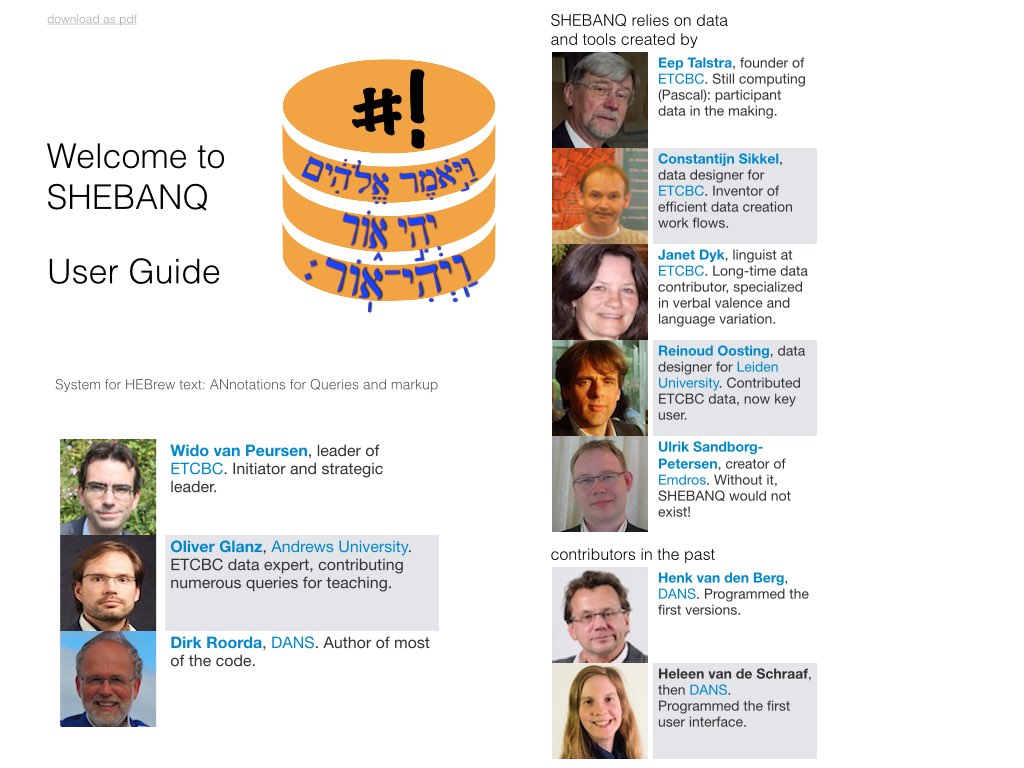 download as pdf
Welcome to
SHEBANQ
User Guide
#!
וַיֹּאמֶר אֱלֹהִים
יְהִי אוֹר
וַיְהִי־אוֹר׃
System for HEBrew text: ANnotations for Queries and markup
Wido van Peursen, leader of
ETCBC. Initiator and strategic
leader.
Oliver Glanz, Andrews University.
ETCBC data expert, contributing
numerous queries for teaching.
Dirk Roorda, DANS. Author of most
of the code.
SHEBANQ relies on data
and tools created by
Eep Talstra, founder of
ETCBC. Still computing
(Pascal): participant
data in the making.
Constantijn Sikkel,
data designer for
ETCBC. Inventor of
efficient data creation
work flows.
Janet Dyk, linguist at
ETCBC. Long-time data
contributor, specialized
in verbal valence and
language variation.
Reinoud Oosting, data
designer for Leiden
University. Contributed
ETCBC data, now key
user.
Ulrik Sandborg-
Petersen, creator of
Emdros. Without it,
SHEBANQ would not
exist!
contributors in the past
Henk van den Berg,
DANS. Programmed the
first versions.
Heleen van de Schraaf,
then DANS.
Programmed the first
user interface.